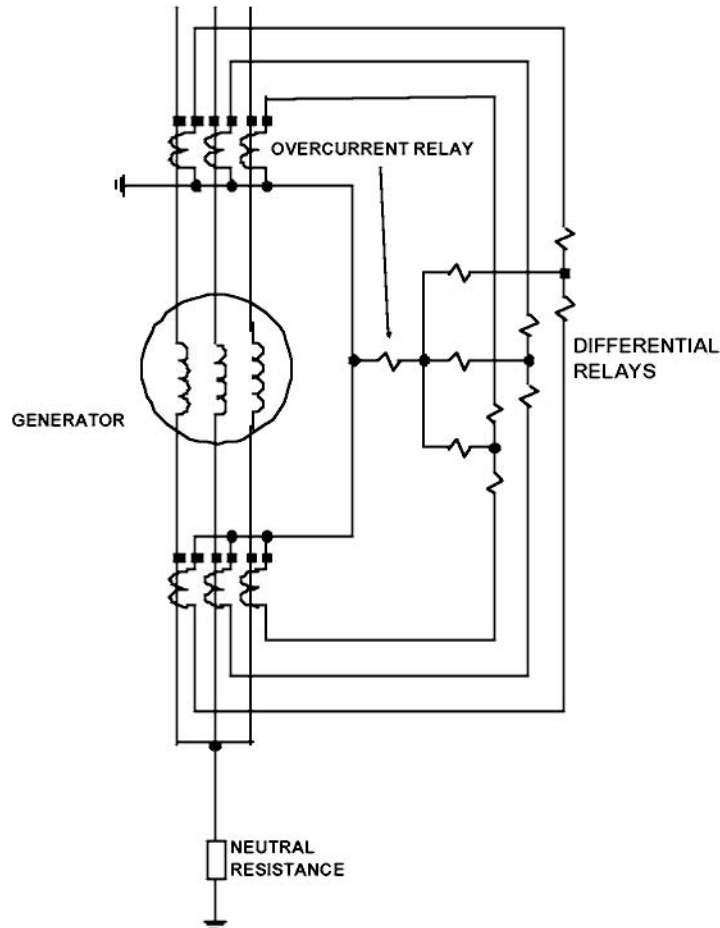 OVERCURRENT RELAY
DIFFERENTIAL
RELAYS
GENERATOR
NEUTRAL
RESISTANCE